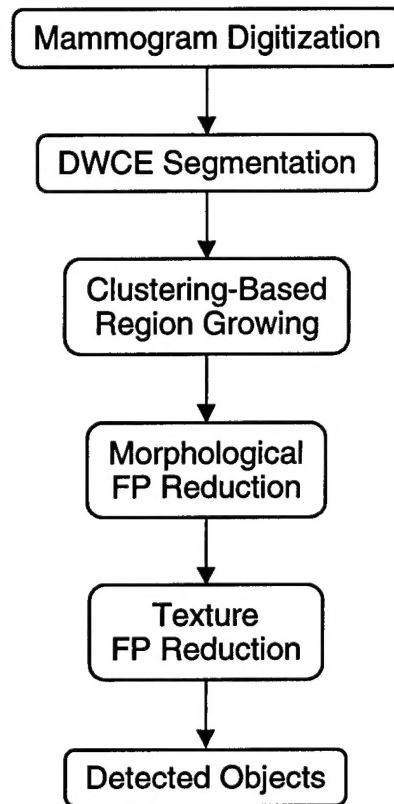 Mammogram Digitization
DWCE Segmentation
Clustering-Based
Region Growing
Morphological
FP Reduction
Texture
FP Reduction
Detected Objects